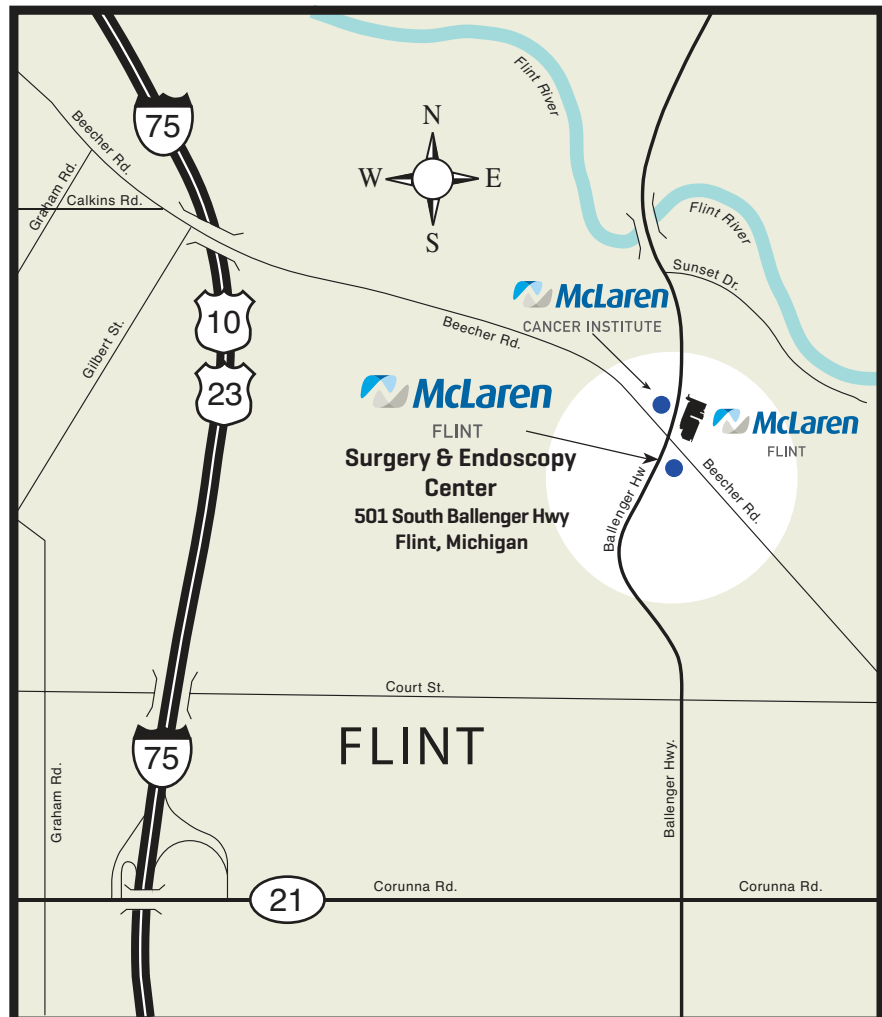 75
Flint River
Beecher Rd.
Graham Rd.
Calkins Rd.
N
W
E
S
Flint River
Sunset Dr.
McLaren
CANCER INSTITUTE
10
23
Gilbert St.
Beecher Rd.
McLaren
FLINT
Surgery & Endoscopy
Center
501 South Ballenger Hwy
Flint, Michigan
McLaren
FLINT
Ballenger Hw
Beecher Rd.
Court St.
FLINT
75
Graham Rd.
Ballenger Hwy.
21
Corunna Rd.
Corunna Rd.